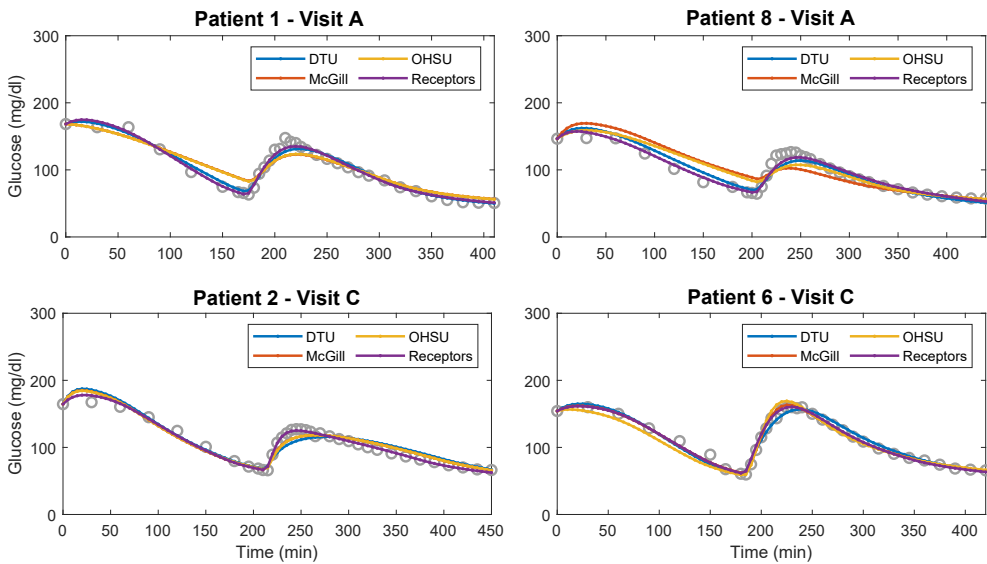 Patient 1 - Visit A
Glucose (mg/dl)
300
200
100
0
DTU OHSU
McGill Receptors
0 50 100 150 200 250 300 350 400
Patient 8 - Visit A
300
200
100
0
DTU OHSU
McGill Receptors
0 50 100 150 200 250 300 350 400
Patient 2 - Visit C
Glucose (mg/dl)
300
200
100
0
DTU OHSU
McGill Receptors
0 50 100 150 200 250 300 350 400 450
Time (min)
Patient 6 - Visit C
300
200
100
0
DTU OHSU
McGill Receptors
0 50 100 150 200 250 300 350 400
Time (min)